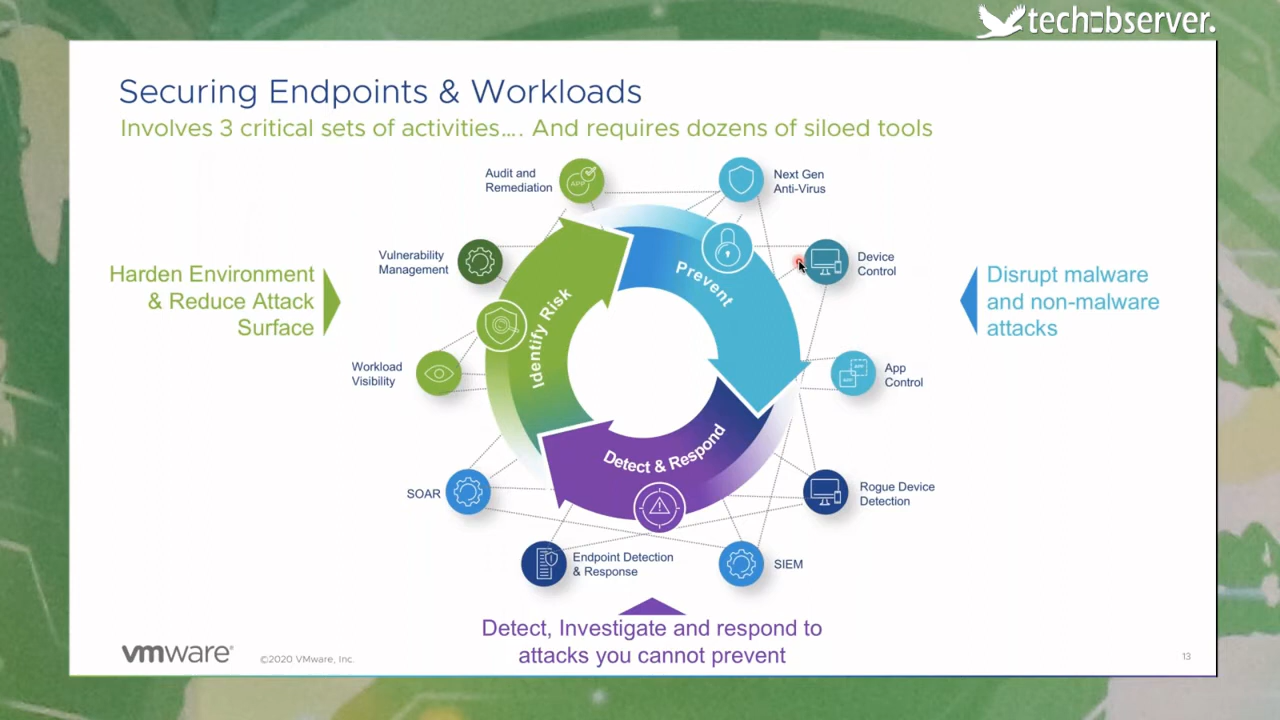 techobserver.
Securing Endpoints & Workloads
Involves 3 critical sets of activities.... And requires dozens of siloed tools
Audit and
Remediation
APP
Next Gen
Anti-Virus
Vulnerability
Management
Device
Control
Harden Environment
& Reduce Attack
Surface
Disrupt malware
and non-malware
attacks
Identify Risk
Prevent
Detect & Respond
Workload
Visibility
APP
APP
App
Control
SOAR
Rogue Device
Detection
Endpoint Detection
& Response
SIEM
Detect, Investigate and respond to
attacks you cannot prevent
vmware®
©2020 VMware, Inc.
13